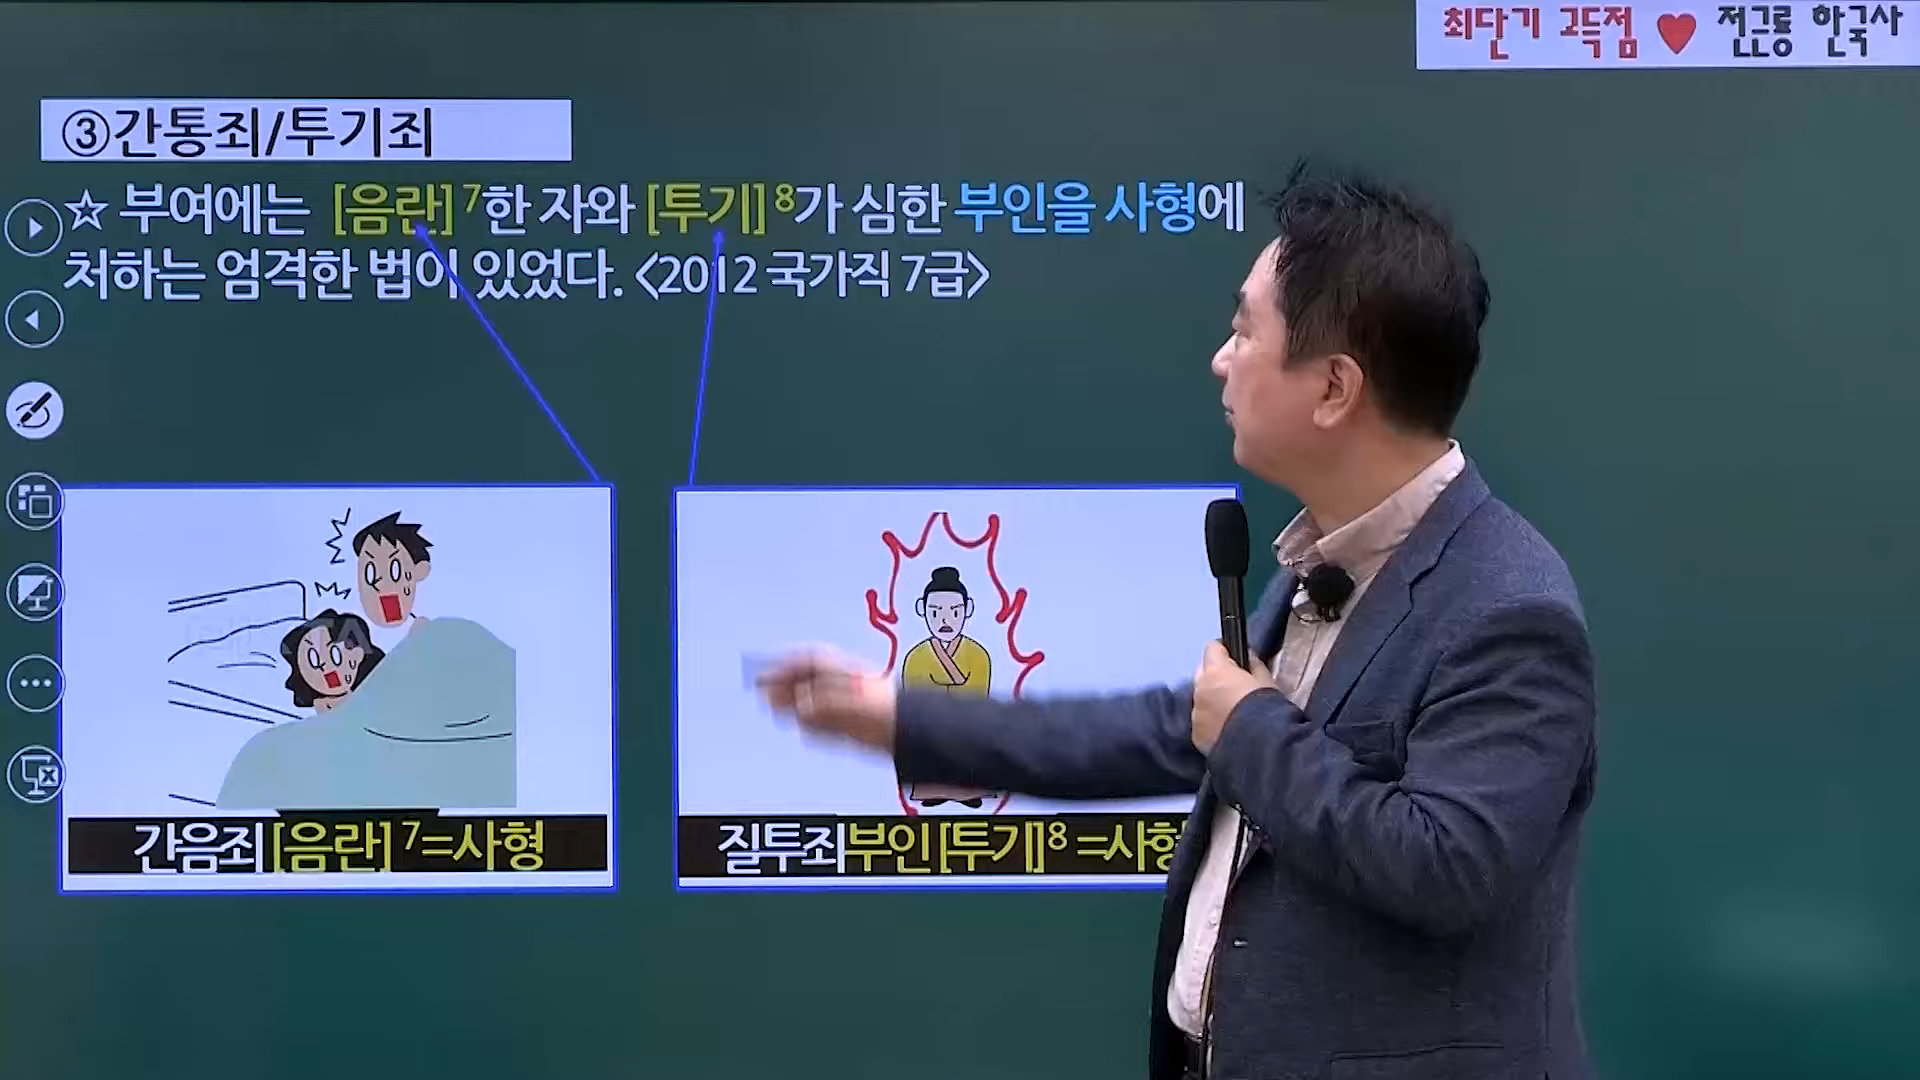 최단기 고득점 ♥ 전근룡 한국사
③간통죄/투기죄
☆ 부여에는 [음란] 7한 자와 [투기] 8가 심한 부인을 사형에
처하는 엄격한 법이 있었다. <2012 국가직 7급>
간음죄[음란] 7=사형
질투죄부인[투기]8 =사형